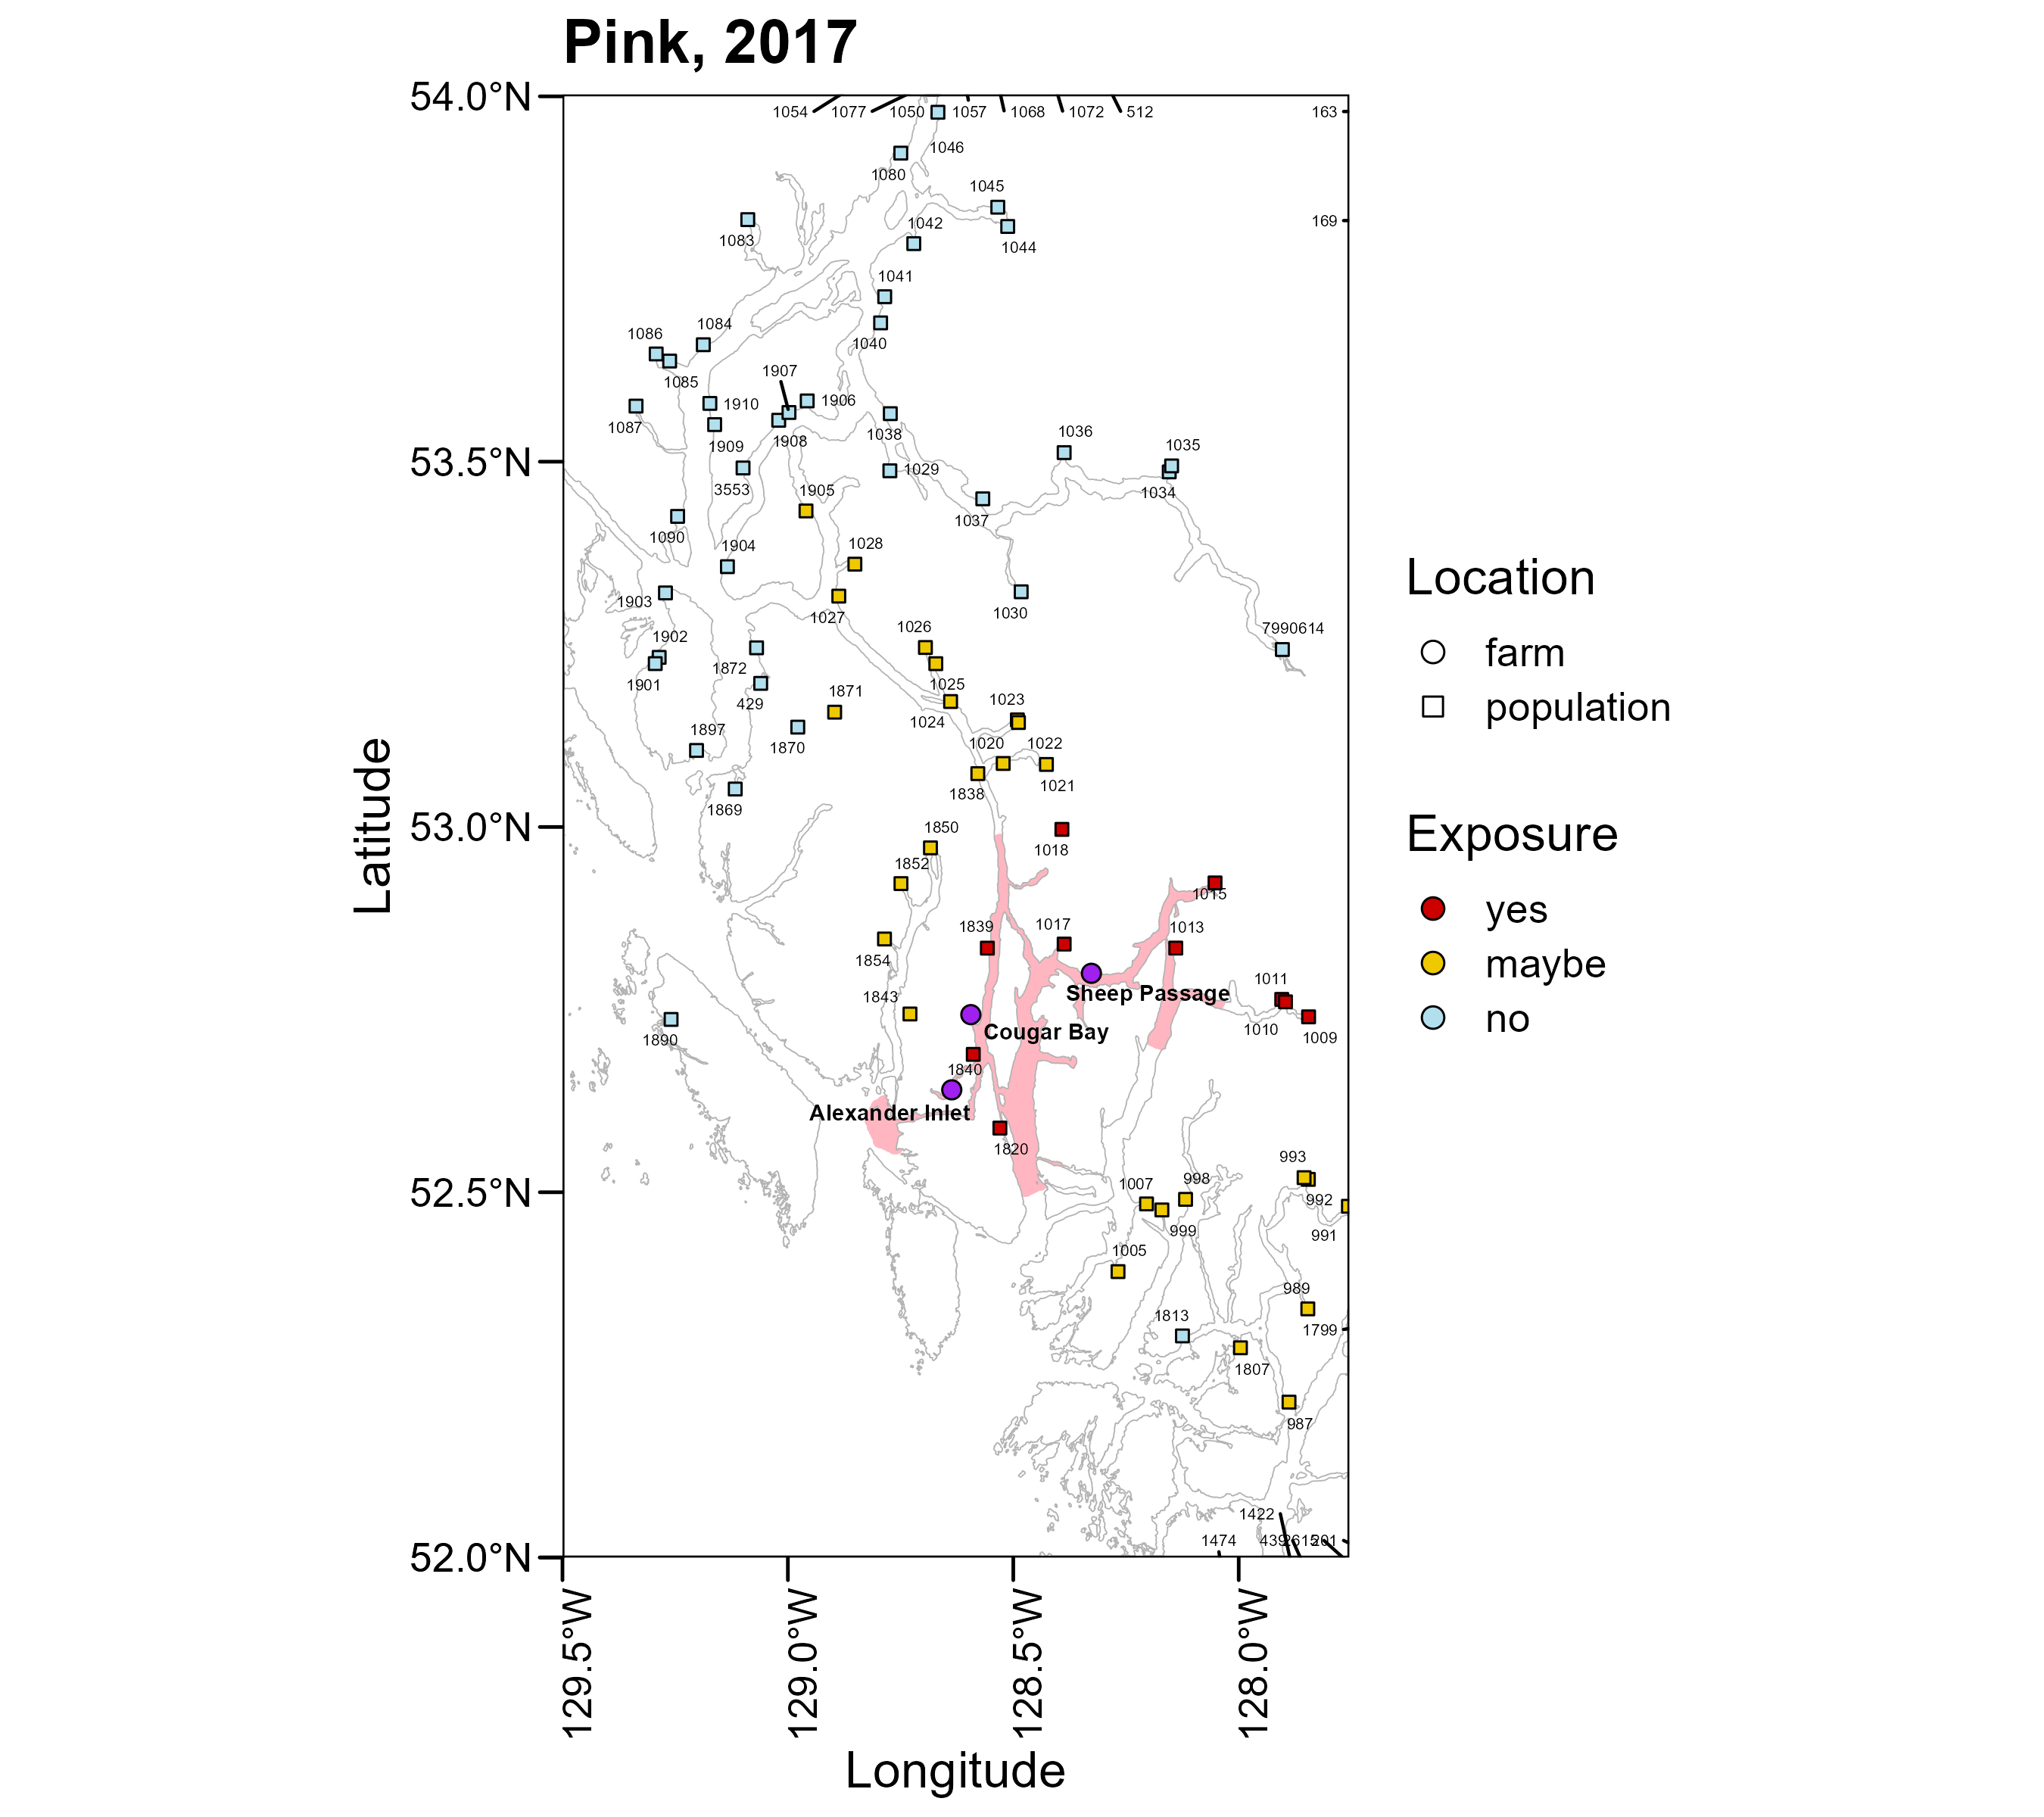 Pink, 2017
54.0°N
1054 1077 1050 1057 1068 1072 512 163
1046
1080
1045
169
1042
1083
1044
1041
1084
1086
1040
1085
1907
1910 1906
1087
1036
1038
1909 1908
1035
53.5°N
1029
3553 1905
1034
1037
1090
1028
1904
1903
1030
1027
1026
7990614
1902
1872
1901
1025
1871
429
1023
1024
1897
1870
1020 1022
1021
1838
1869
53.0°N
1850
1018
1852
1015
1839 1017 1013
1854
1011
Sheep Passage
1843
1010
Cougar Bay
1009
1890
1840
Alexander Inlet
1820
993
1007 998
52.5°N
992
999
991
1005
989
1813
1799
1807
987
1422
1474 439 2615 201
52.0°N
129.5°W
129.0°W
128.5°W
128.0°W
Longitude
Latitude
Location
farm
population
Exposure
yes
maybe
no